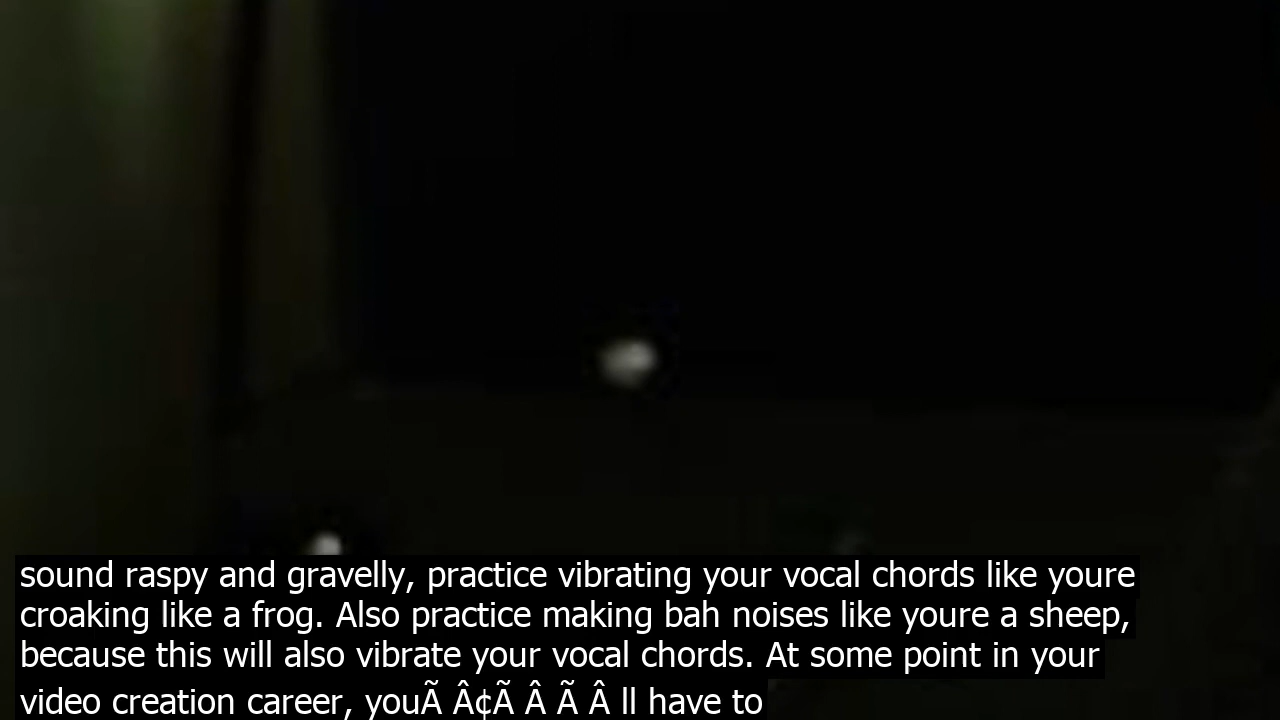 sound raspy and gravelly, practice vibrating your vocal chords like youre
croaking like a frog. Also practice making bah noises like youre a sheep,
because this will also vibrate your vocal chords. At some point in your
video creation career, youÃ Â¢Ã Â Ã Â ll have to